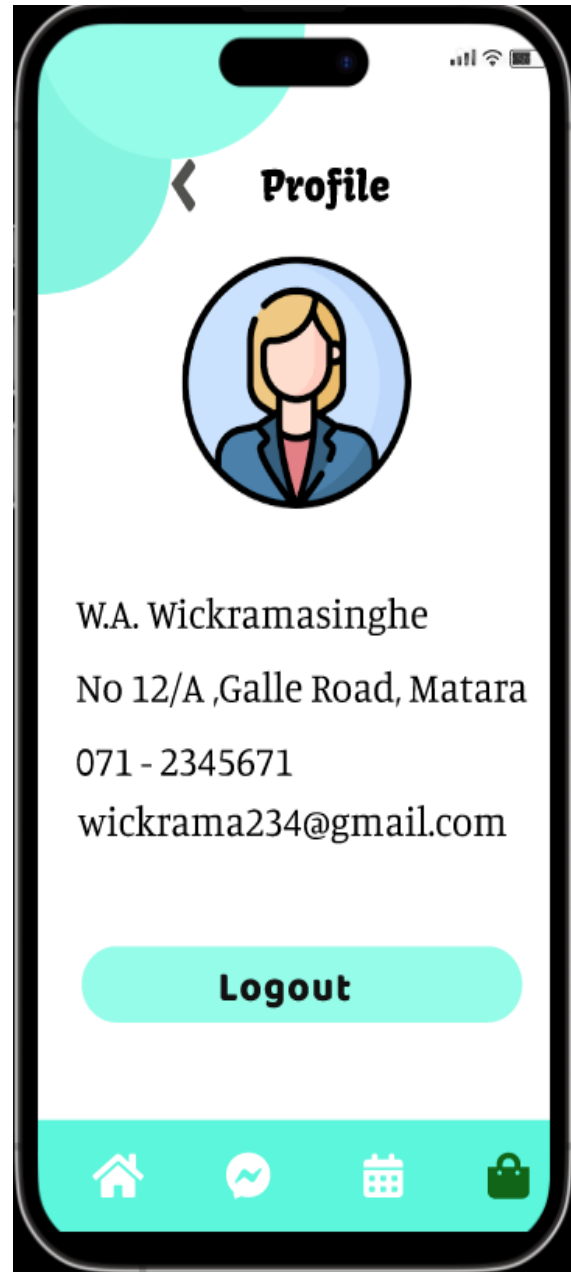 Profile
W.A. Wickramasinghe
No 12/A ,Galle Road, Matara
071 - 2345671
wickrama234@gmail.com
Logout